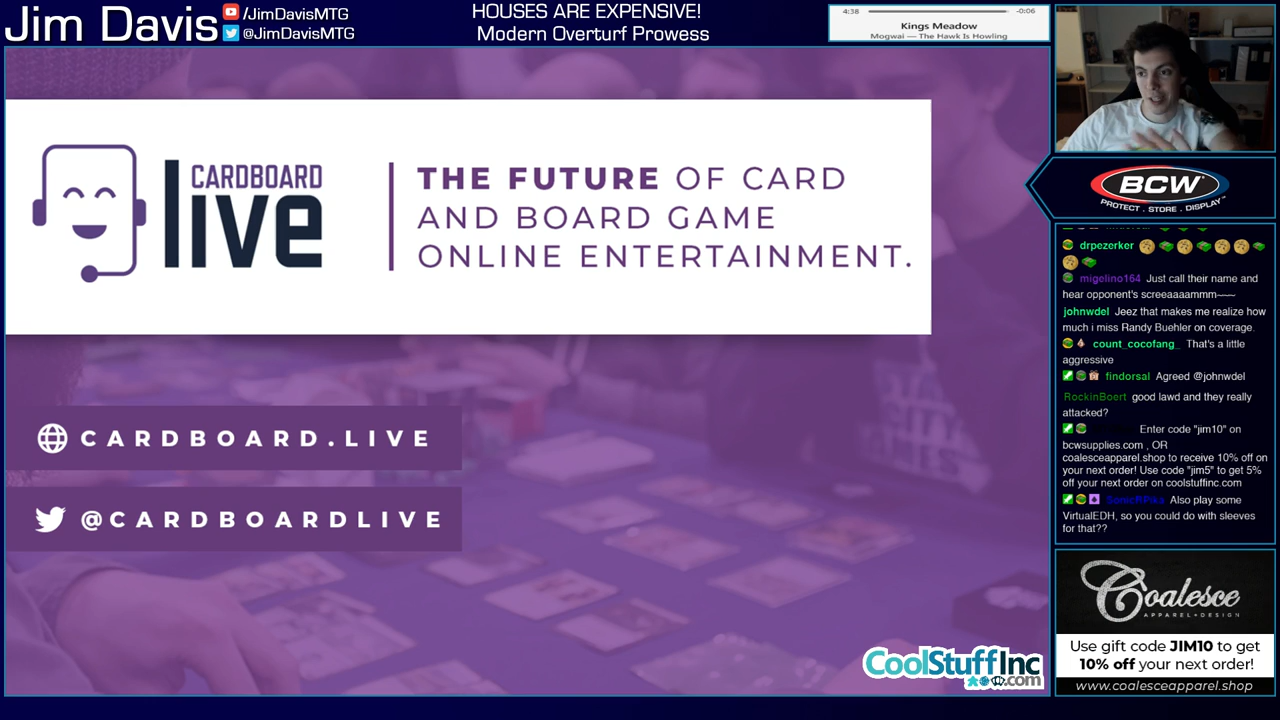 Jim Davis
/JimDavisMTG
@JimDavisMTG
HOUSES ARE EXPENSIVE!
Modern Overturf Prowess
4:38
-0:06
Kings Meadow
Mogwai — The Hawk Is Howling
CARDBOARD
live
THE FUTURE OF CARD
AND BOARD GAME
ONLINE ENTERTAINMENT.
CARDBOARD.LIVE
@CARDBOARDLIVE
CoolStuffInc
.com
BCW
PROTECT . STORE . DISPLAY™
drpezerker
migelino164 Just call their name and
hear opponent's screeaaaammm~~~
johnwdel Jeez that makes me realize how
much i miss Randy Buehler on coverage.
count_cocofang_ That's a little
aggressive
findorsal Agreed @johnwdel
RockinBoert good lawd and they really
attacked?
Enter code "jim10" on
bcwsupplies.com , OR
coalesceapparel.shop to receive 10% off on
your next order! Use code "jim5" to get 5%
off your next order on coolstuffinc.com
Also play some
VirtualEDH, so you could do with sleeves
for that??
Coalesce
APPAREL+DESIGN
Use gift code JIM10 to get
10% off your next order!
www.coalesceapparel.shop